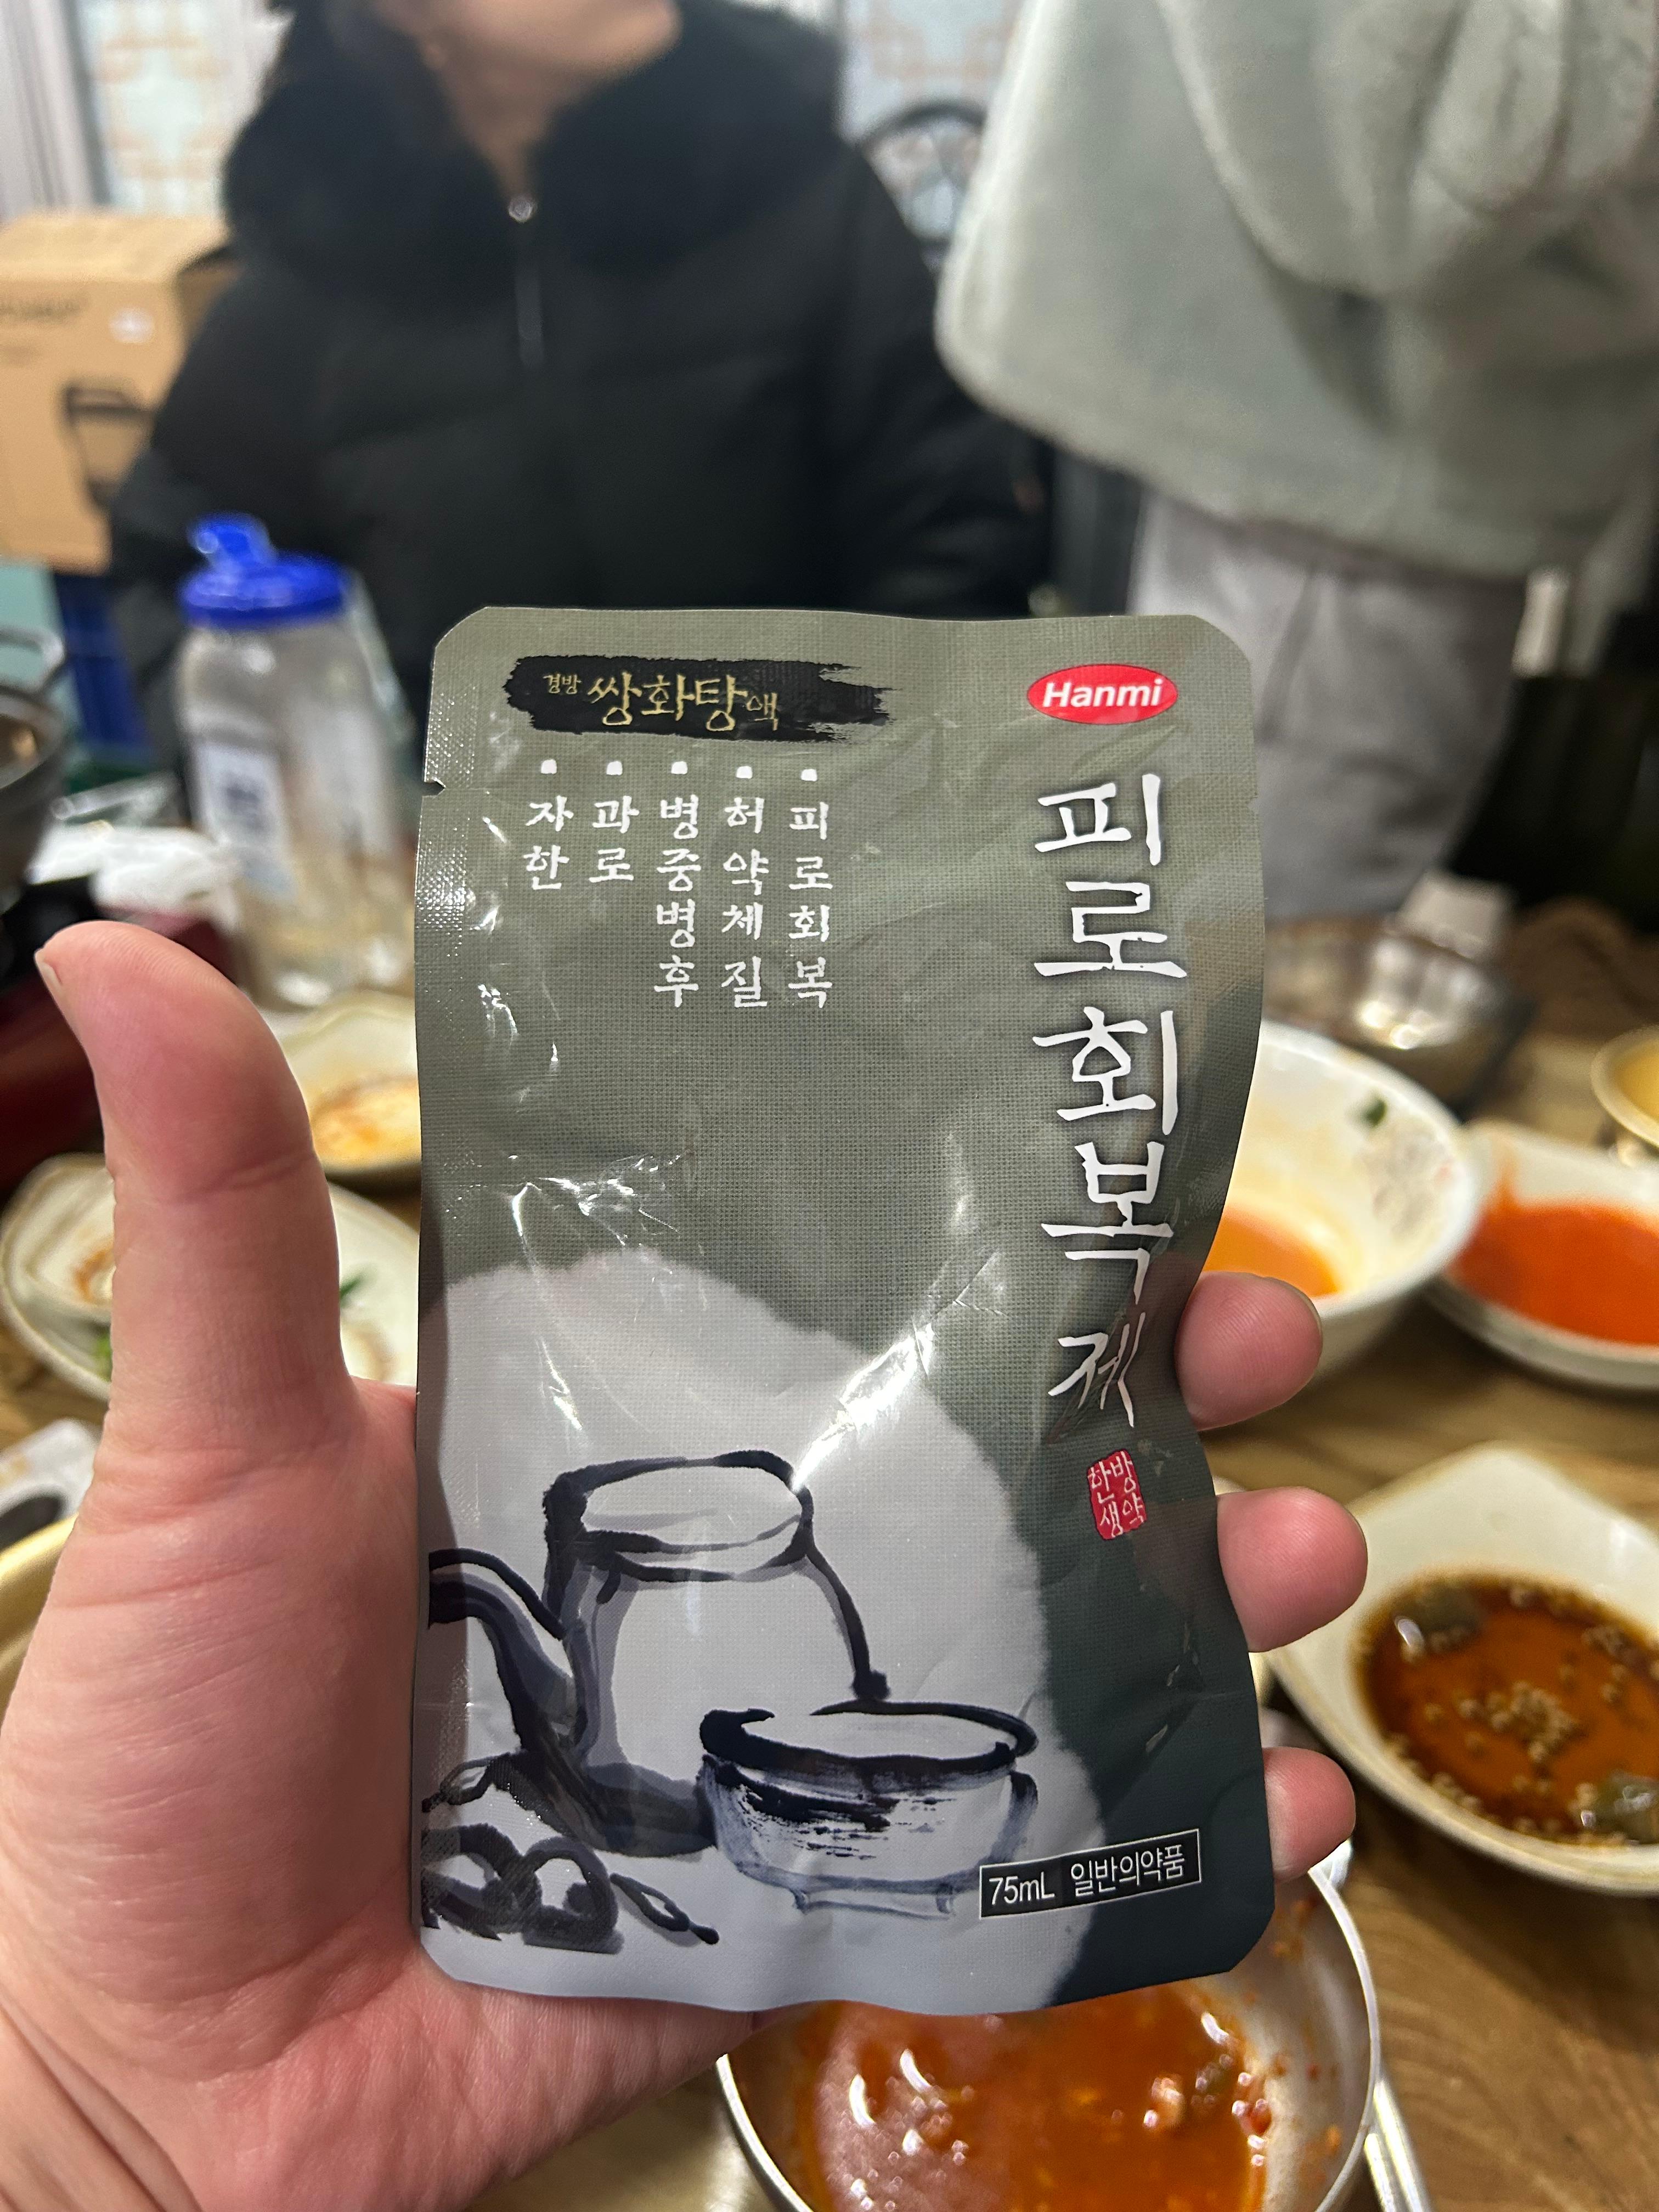 경방 쌍화탕액
Hanmi
피로회복제
한방
생약
피로회복
허약체질
병중병후
과로
자한
75mL 일반의약품